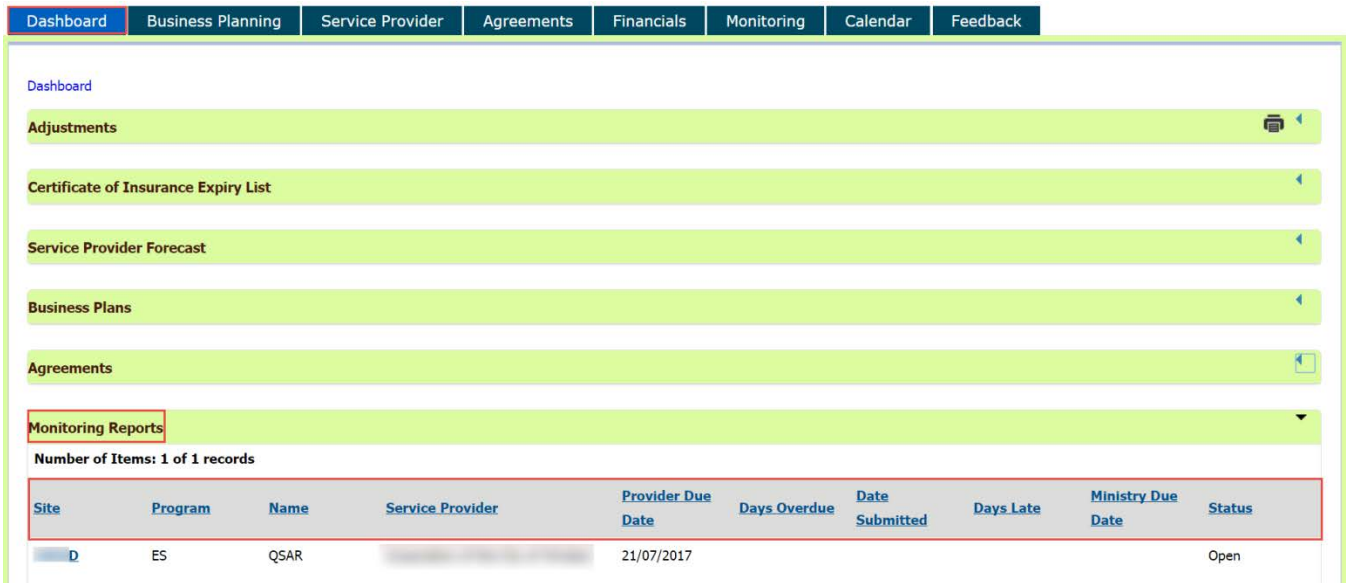 Dashboard Business Planning Service Provider Agreements Financials Monitoring Calendar Feedback
Dashboard
Adjustments
Certificate of Insurance Expiry List
Service Provider Forecast
Business Plans
Agreements
Monitoring Reports
Number of Items: 1 of 1 records
Site Program Name Service Provider Provider Due Date Days Overdue Date Submitted Days Late Ministry Due Date Status
D ES QSAR 21/07/2017 Open